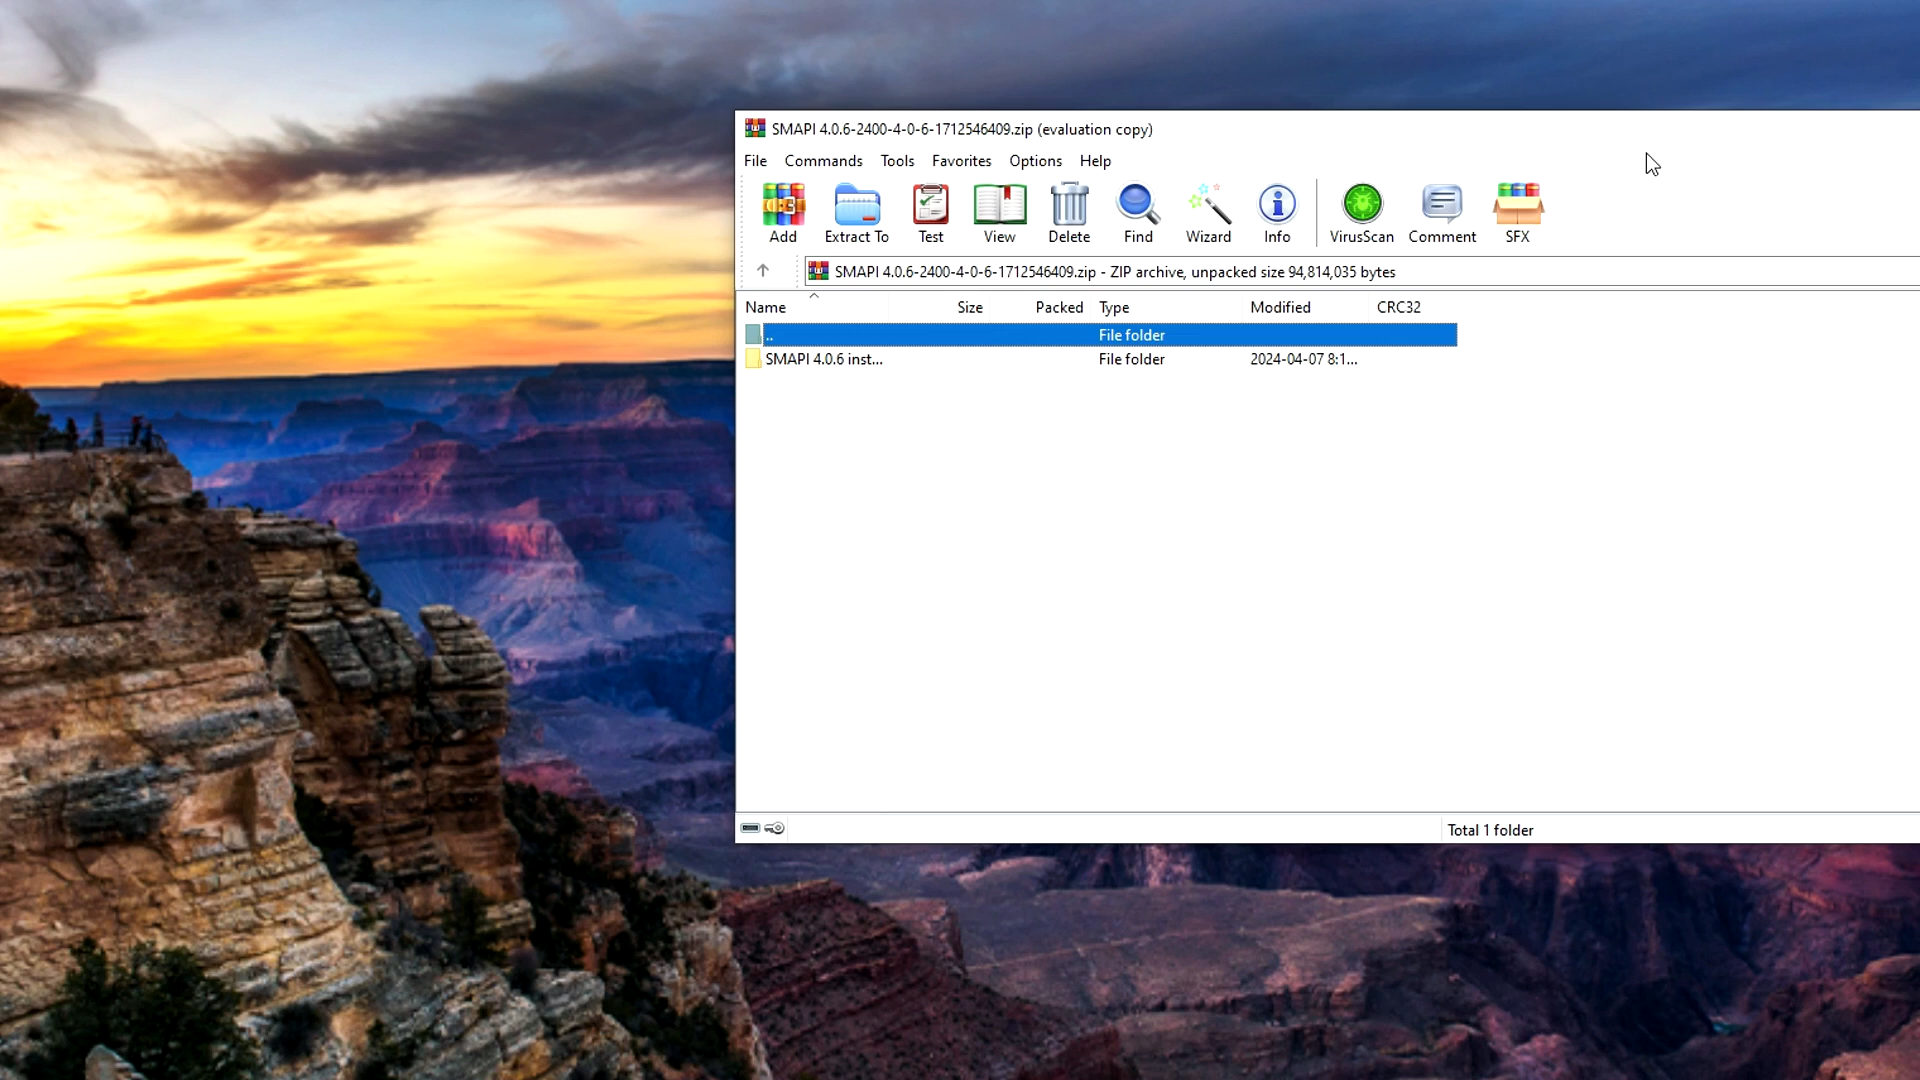 SMAPI 4.0.6-2400-4-0-6-1712546409.zip (evaluation copy)
File Commands Tools Favorites Options Help
Add Extract To Test View Delete Find Wizard Info VirusScan Comment SFX
SMAPI 4.0.6-2400-4-0-6-1712546409.zip - ZIP archive, unpacked size 94,814,035 bytes
Name Size Packed Type Modified CRC32
.. File folder
SMAPI 4.0.6 inst... File folder 2024-04-07 8:1...
Total 1 folder